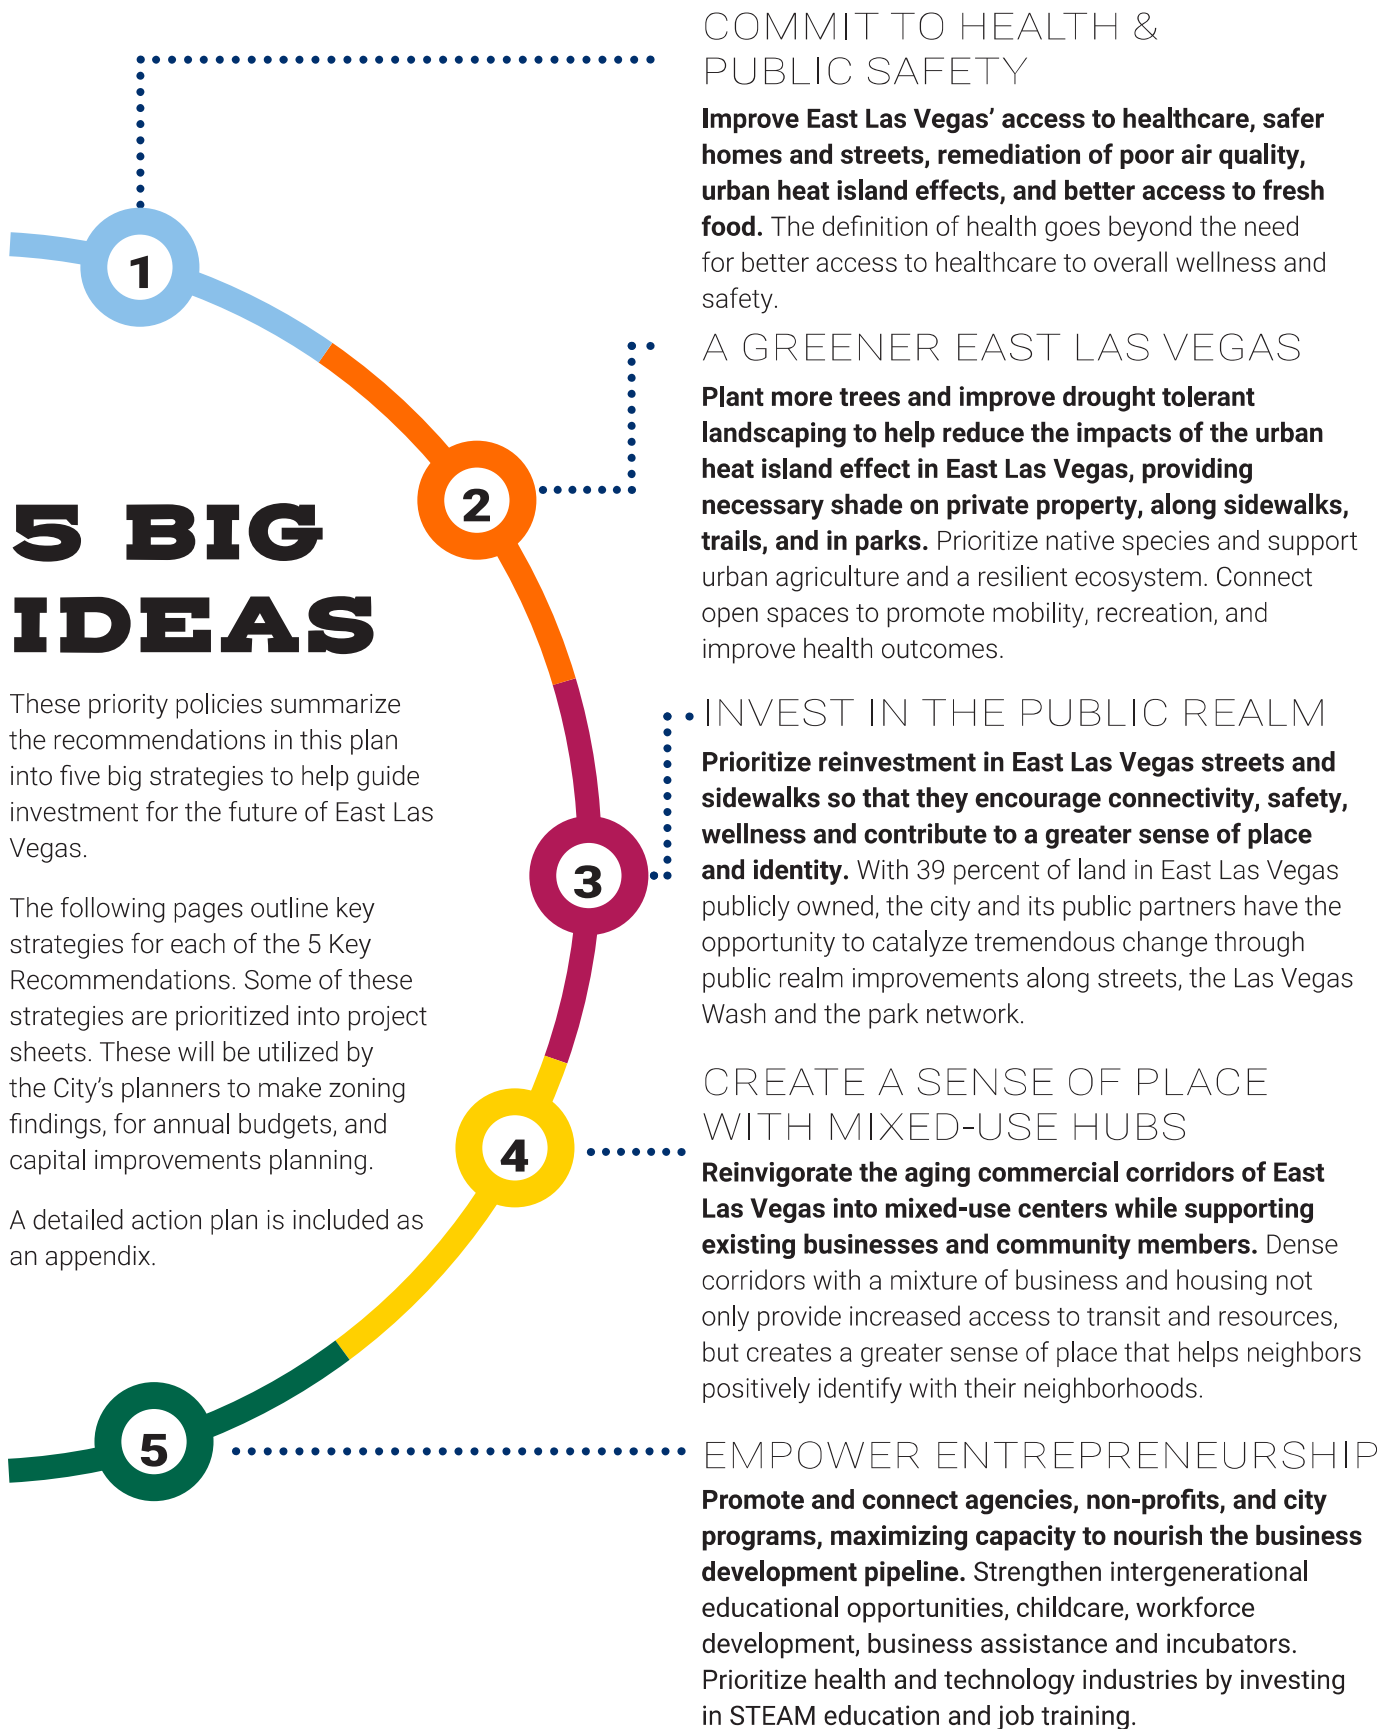 5 BIG
IDEAS
These priority policies summarize
the recommendations in this plan
into five big strategies to help guide
investment for the future of East Las
Vegas.
The following pages outline key
strategies for each of the 5 Key
Recommendations. Some of these
strategies are prioritized into project
sheets. These will be utilized by
the City's planners to make zoning
findings, for annual budgets, and
capital improvements planning.
A detailed action plan is included as
an appendix.
1
COMMIT TO HEALTH &
PUBLIC SAFETY
Improve East Las Vegas’ access to healthcare, safer
homes and streets, remediation of poor air quality,
urban heat island effects, and better access to fresh
food. The definition of health goes beyond the need
for better access to healthcare to overall wellness and
safety.
2
A GREENER EAST LAS VEGAS
Plant more trees and improve drought tolerant
landscaping to help reduce the impacts of the urban
heat island effect in East Las Vegas, providing
necessary shade on private property, along sidewalks,
trails, and in parks. Prioritize native species and support
urban agriculture and a resilient ecosystem. Connect
open spaces to promote mobility, recreation, and
improve health outcomes.
3
INVEST IN THE PUBLIC REALM
Prioritize reinvestment in East Las Vegas streets and
sidewalks so that they encourage connectivity, safety,
wellness and contribute to a greater sense of place
and identity. With 39 percent of land in East Las Vegas
publicly owned, the city and its public partners have the
opportunity to catalyze tremendous change through
public realm improvements along streets, the Las Vegas
Wash and the park network.
4
CREATE A SENSE OF PLACE
WITH MIXED-USE HUBS
Reinvigorate the aging commercial corridors of East
Las Vegas into mixed-use centers while supporting
existing businesses and community members. Dense
corridors with a mixture of business and housing not
only provide increased access to transit and resources,
but creates a greater sense of place that helps neighbors
positively identify with their neighborhoods.
5
EMPOWER ENTREPRENEURSHIP
Promote and connect agencies, non-profits, and city
programs, maximizing capacity to nourish the business
development pipeline. Strengthen intergenerational
educational opportunities, childcare, workforce
development, business assistance and incubators.
Prioritize health and technology industries by investing
in STEAM education and job training.